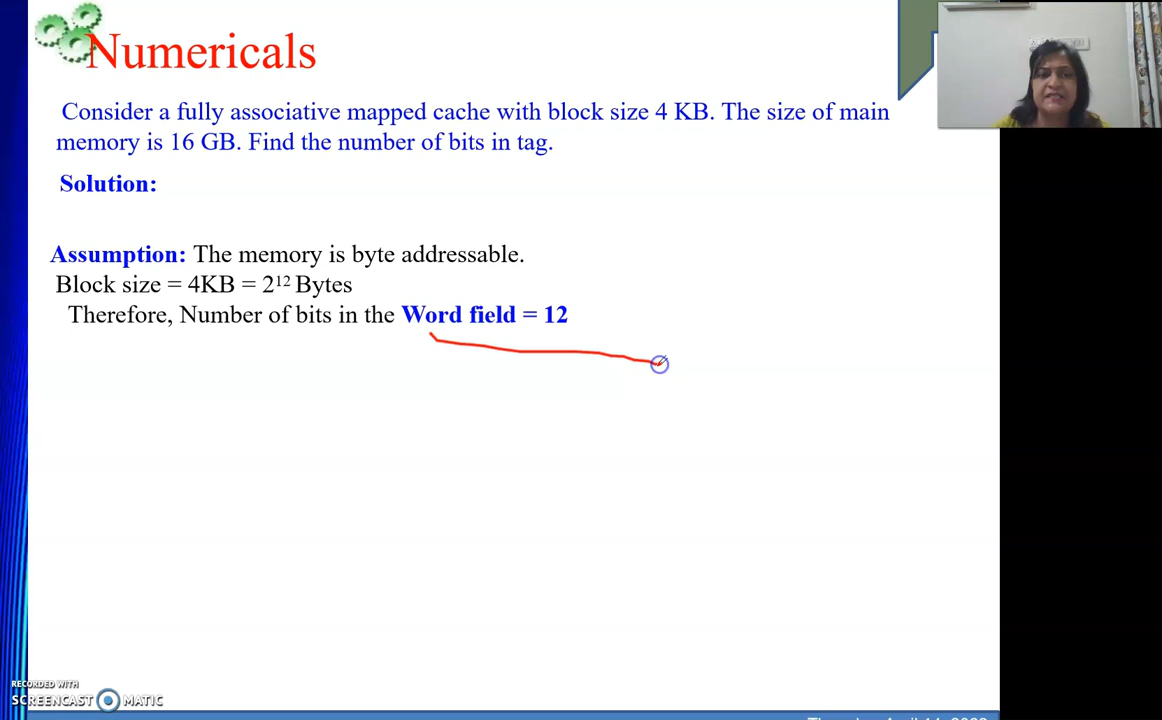 Numericals
Consider a fully associative mapped cache with block size 4 KB. The size of main
memory is 16 GB. Find the number of bits in tag.
Solution:
Assumption: The memory is byte addressable.
Block size = 4KB = 2¹² Bytes
Therefore, Number of bits in the Word field = 12
RECORDED WITH
SCREENCAST MATIC